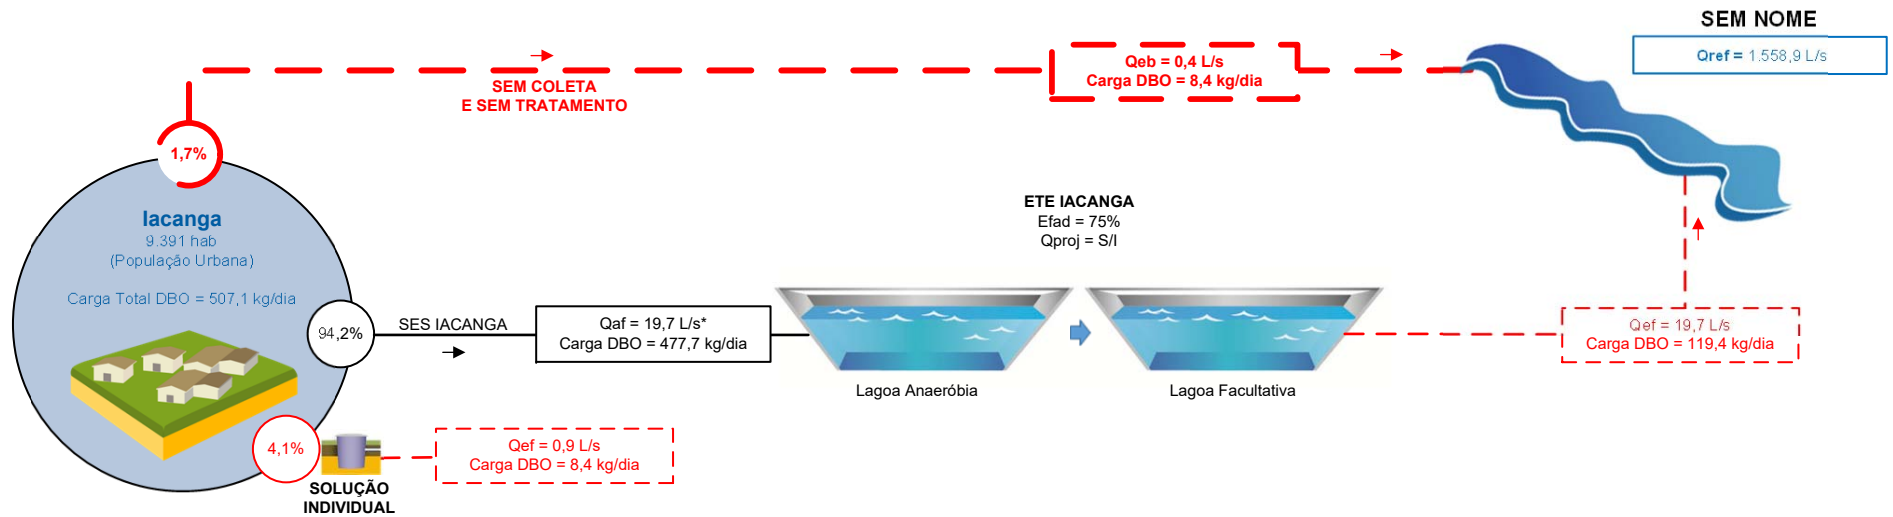 SEM NOME
Qref = 1.558,9 L/s
Qeb = 0,4 L/s
Carga DBO = 8,4 kg/dia
SEM COLETA
E SEM TRATAMENTO
1,7%
Iacanga
9.391 hab
(População Urbana)
Carga Total DBO = 507,1 kg/dia
ETE IACANGA
Efad = 75%
Qproj = S/I
94,2%
SES IACANGA
Qaf = 19,7 L/s*
Carga DBO = 477,7 kg/dia
Lagoa Anaeróbia
Lagoa Facultativa
Qef = 19,7 L/s
Carga DBO = 119,4 kg/dia
4,1%
Qef = 0,9 L/s
Carga DBO = 8,4 kg/dia
SOLUÇÃO
INDIVIDUAL